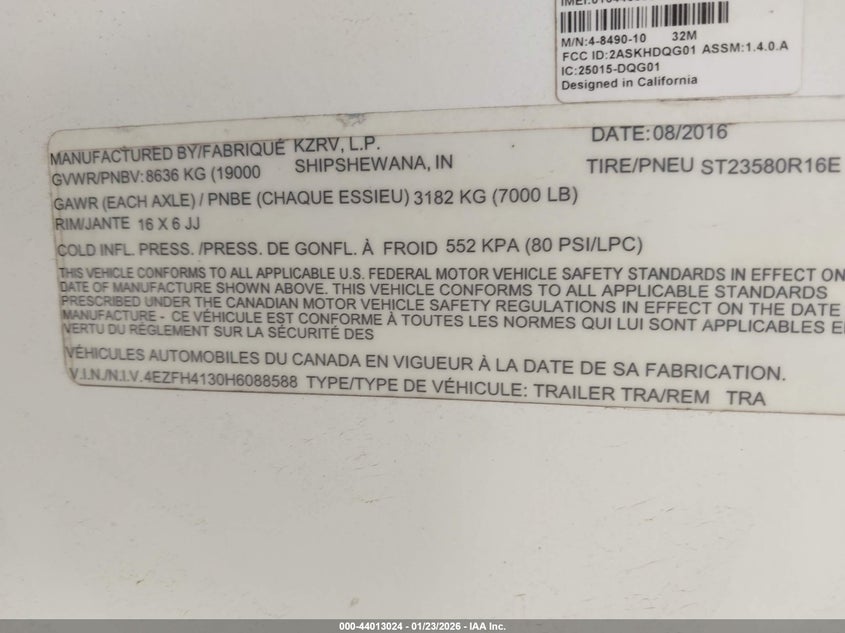 M/N:4-8490-10 32M
FCC ID:2ASKHDQG01 ASSM:1.4.0.A
IC:25015-DQG01
Designed in California
MANUFACTURED BY/FABRIQUÉ KZRV, L.P. DATE:08/2016
GVWR/PNBV: 8636 KG (19000 SHIPSHEWANA, IN TIRE/PNEU ST23580R16E
GAWR (EACH AXLE) / PNBE (CHAQUE ESSIEU) 3182 KG (7000 LB)
RIM/JANTE 16 X 6 JJ
COLD INFL. PRESS. /PRESS. DE GONFL. À FROID 552 KPA (80 PSI/LPC)
THIS VEHICLE CONFORMS TO ALL APPLICABLE U.S. FEDERAL MOTOR VEHICLE SAFETY STANDARDS IN EFFECT ON
DATE OF MANUFACTURE SHOWN ABOVE. THIS VEHICLE CONFORMS TO ALL APPLICABLE STANDARDS
PRESCRIBED UNDER THE CANADIAN MOTOR VEHICLE SAFETY REGULATIONS IN EFFECT ON THE DATE
MANUFACTURE - CE VÉHICULE EST CONFORME À TOUTES LES NORMES QUI LUI SONT APPLICABLES E
VERTU DU RÉGLEMENT SUR LA SÉCURITÉ DES
VÉHICULES AUTOMOBILES DU CANADA EN VIGUEUR À LA DATE DE SA FABRICATION.
V.I.N./N.I.V. 4EZFH4130H6088588 TYPE/TYPE DE VÉHICULE: TRAILER TRA/REM TRA
000-44013024 - 01/23/2026 - IAA Inc.